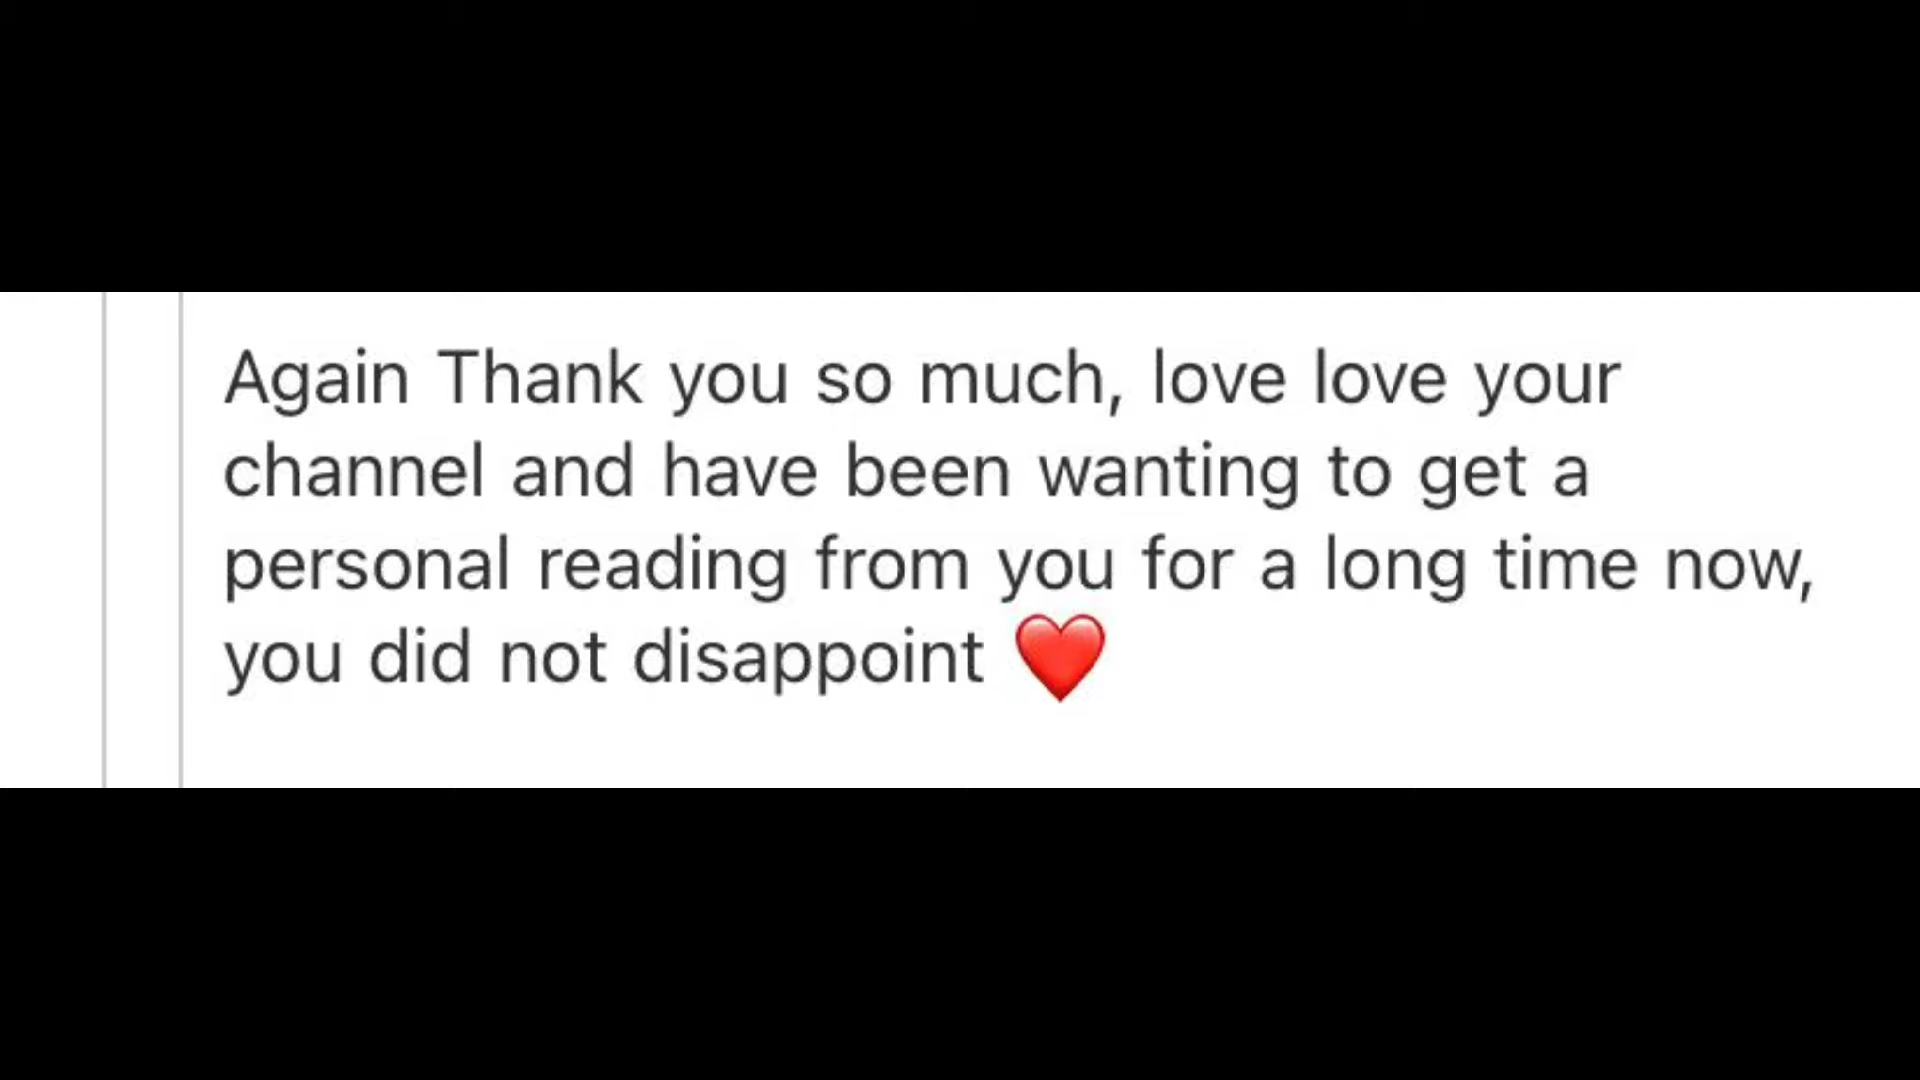 Again Thank you so much, love love your
channel and have been wanting to get a
personal reading from you for a long time now,
you did not disappoint ❤️